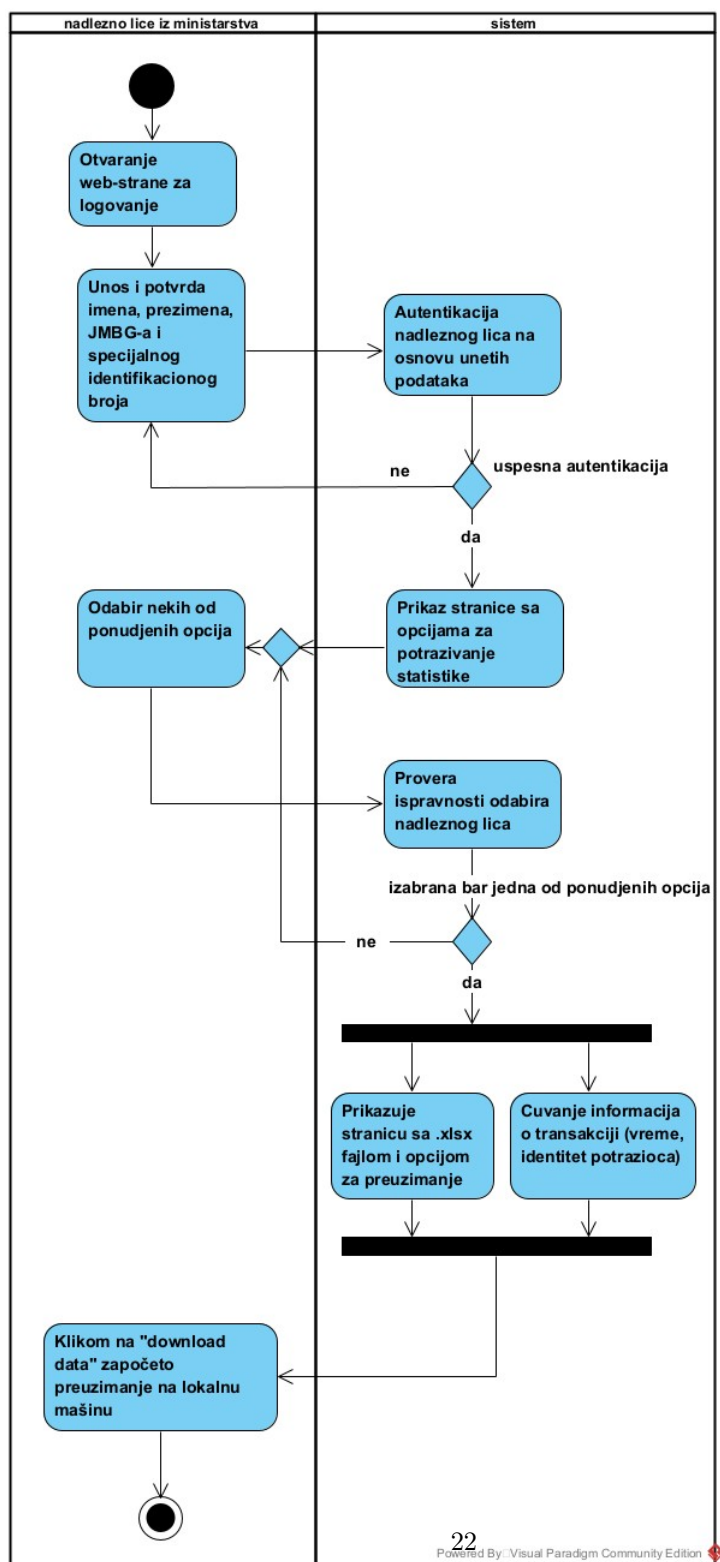 nadlezno lice iz ministarstva
sistem
Otvaranje
web-strane za
logovanje
Unos i potvrda
imena, prezimena,
JMBG-a i
specijalnog
identifikacionog
broja
Autentikacija
nadleznog lica na
osnovu unetih
podataka
uspesna autentikacija
ne
da
Prikaz stranice sa
opcijama za
potrazivanje
statistike
Odabir nekih od
ponudjenih opcija
Provera
ispravnosti odabira
nadleznog lica
izabrana bar jedna od ponudjenih opcija
ne
da
Prikazuje
stranicu sa .xlsx
fajlom i opcijom
za preuzimanje
Cuvanje informacija
o transakciji (vreme,
identitet potrazioca)
Klikom na "download
data" započeto
preuzimanje na lokalnu
mašinu
22
Powered By Visual Paradigm Community Edition